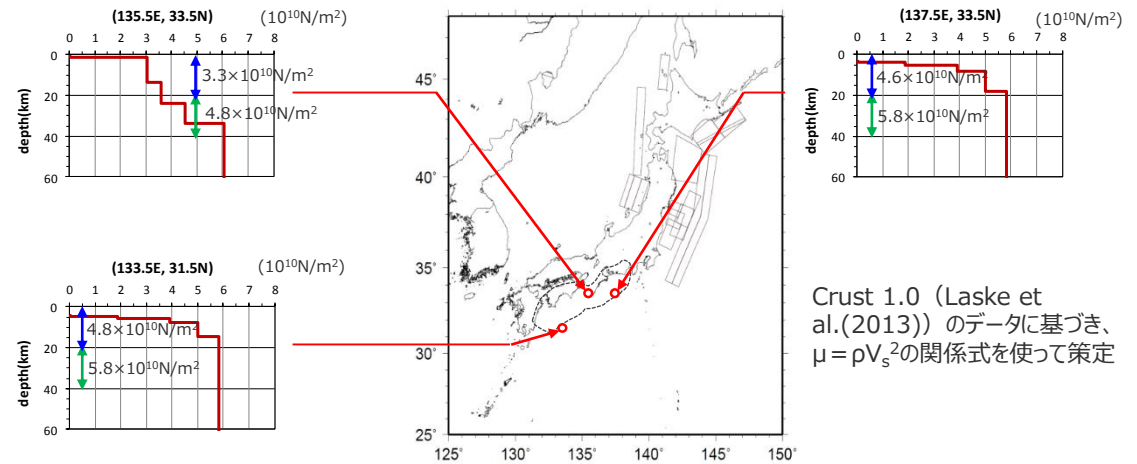 (135.5E, 33.5N)
(10¹⁰N/m²)
0 1 2 3 4 5 6 7 8
0
20
40
60
depth(km)
3.3×10¹⁰N/m²
4.8×10¹⁰N/m²
(133.5E, 31.5N)
(10¹⁰N/m²)
0 1 2 3 4 5 6 7 8
0
20
40
60
depth(km)
4.8×10¹⁰N/m²
5.8×10¹⁰N/m²
45°
40°
35°
30°
25°
125° 130° 135° 140° 145° 150°
(137.5E, 33.5N)
(10¹⁰N/m²)
0 1 2 3 4 5 6 7 8
0
20
40
60
depth(km)
4.6×10¹⁰N/m²
5.8×10¹⁰N/m²
Crust 1.0（Laske et
al.(2013)）のデータに基づき、
μ＝ρVₛ²の関係式を使って策定